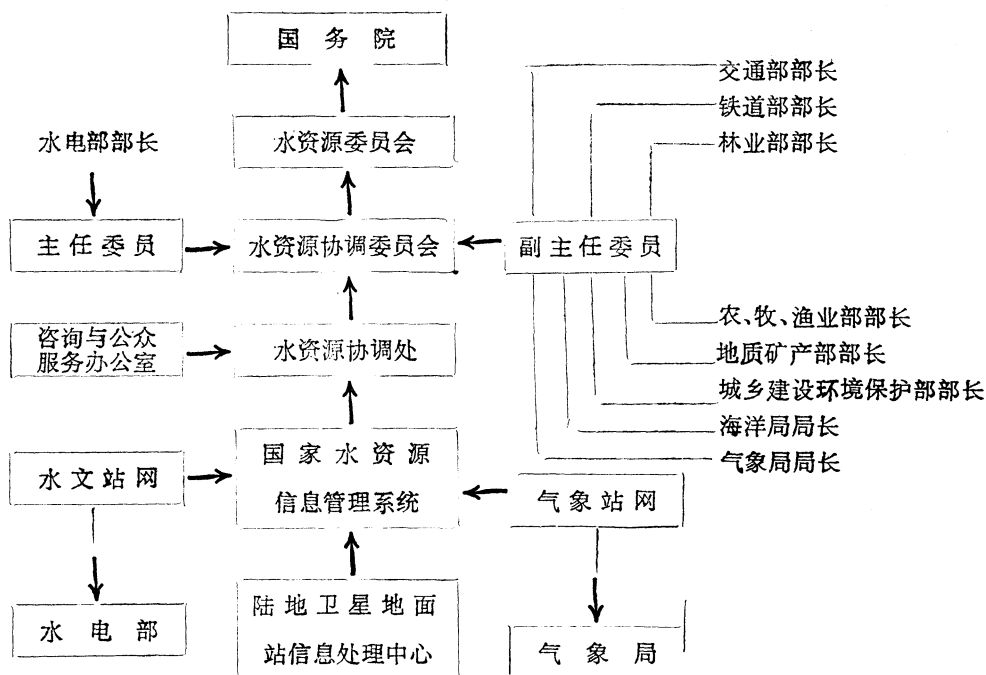 国务院
交通部部长
铁道部部长
水电部部长
水资源委员会
林业部部长
主任委员
水资源协调委员会
副主任委员
咨询与公众
服务办公室
水资源协调处
农、牧、渔业部部长
地质矿产部部长
城乡建设环境保护部部长
海洋局局长
气象局局长
水文站网
国家水资源
信息管理系统
气象站网
水电部
陆地卫星地面
站信息处理中心
气象局